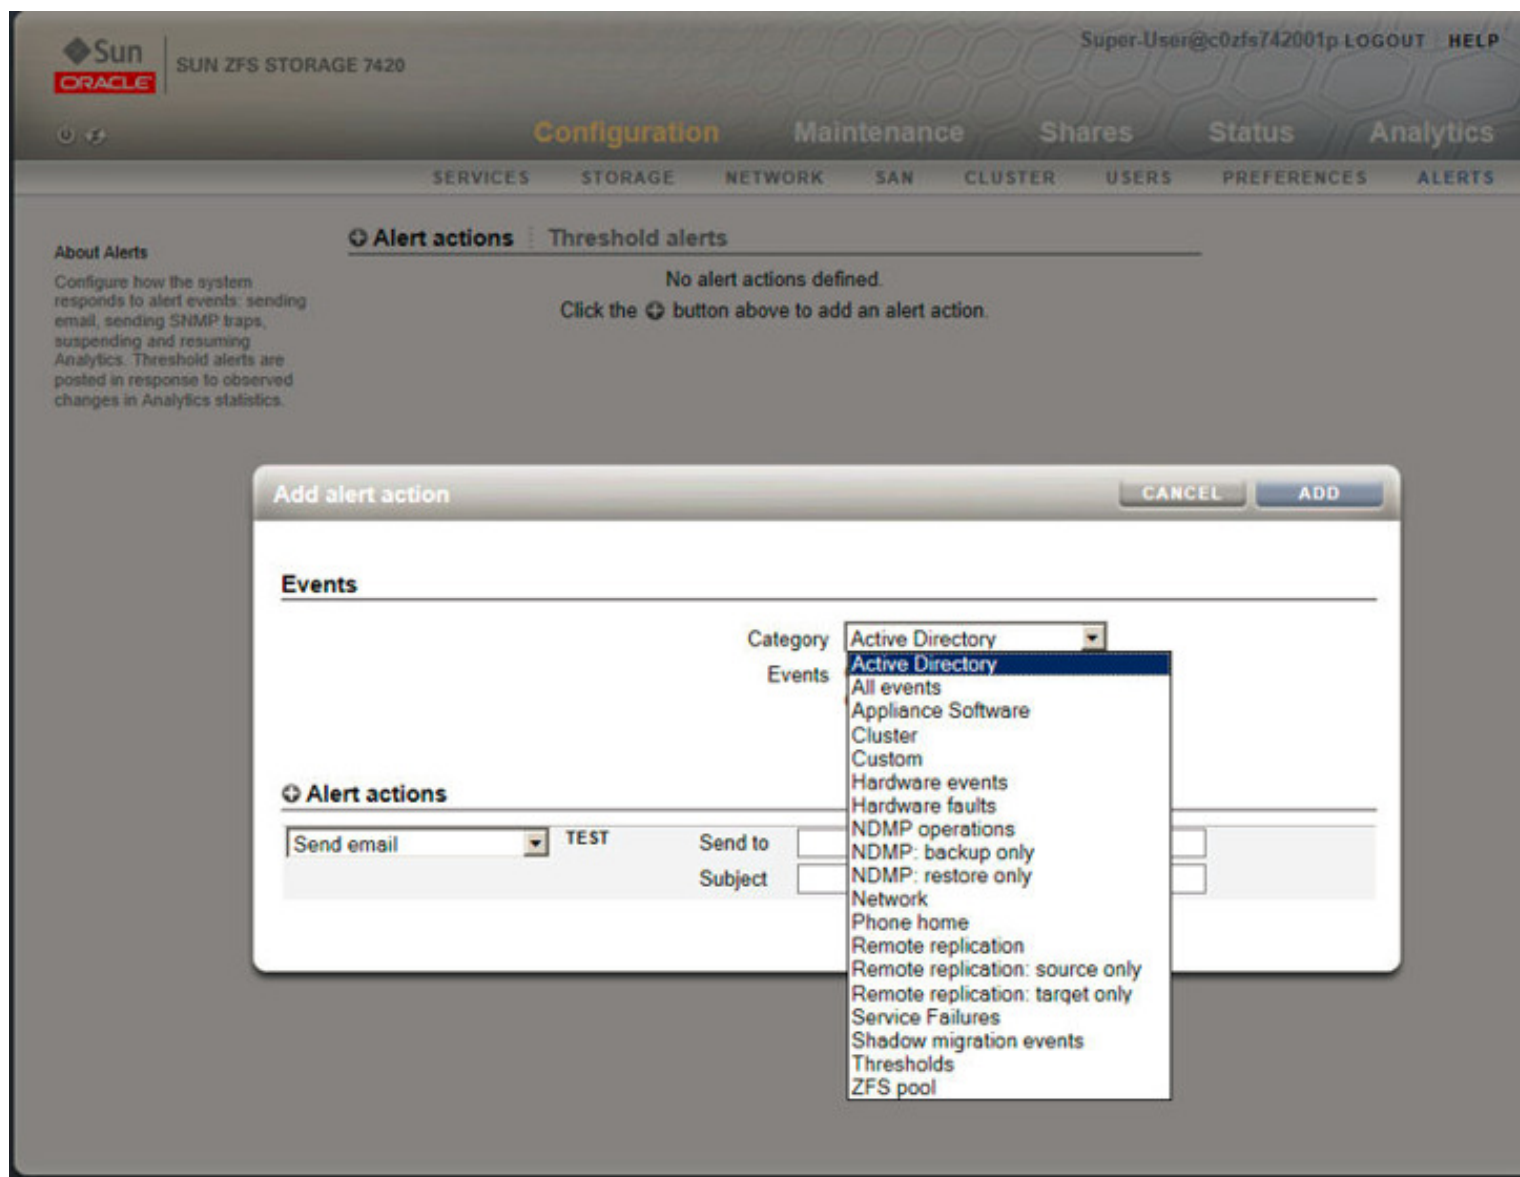 Sun
ORACLE
SUN ZFS STORAGE 7420
Super-User@c0zfs742001p LOGOUT HELP
Configuration Maintenance Shares Status Analytics
SERVICES STORAGE NETWORK SAN CLUSTER USERS PREFERENCES ALERTS
About Alerts
Configure how the system
responds to alert events: sending
email, sending SNMP traps,
suspending and resuming
Analytics. Threshold alerts are
posted in response to observed
changes in Analytics statistics.
Alert actions Threshold alerts
No alert actions defined.
Click the button above to add an alert action.
Add alert action
CANCEL ADD
Events
Category Active Directory
Events
Active Directory
All events
Appliance Software
Cluster
Custom
Hardware events
Hardware faults
NDMP operations
NDMP: backup only
NDMP: restore only
Network
Phone home
Remote replication
Remote replication: source only
Remote replication: target only
Service Failures
Shadow migration events
Thresholds
ZFS pool
Alert actions
Send email TEST Send to
Subject